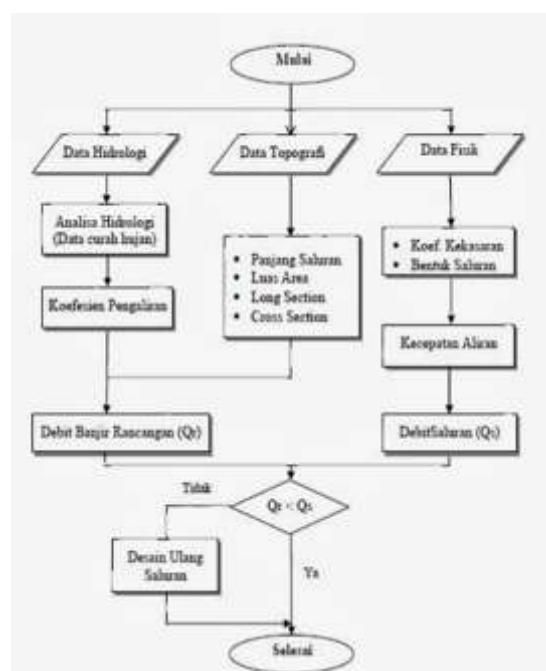 Mulai
Data Hidrologi
Data Topografi
Data Fisik
Analisa Hidrologi
(Data curah hujan)
• Panjang Saluran
• Luas Area
• Long Section
• Cross Section
• Koef. Kekasaran
• Bentuk Saluran
Koefesien Pengaliran
Kecepatan Aliran
Debit Banjir Rancangan (Qr)
DebitSaluran (Qs)
Tidak
Qr < Qs
Desain Ulang
Saluran
Ya
Selesai